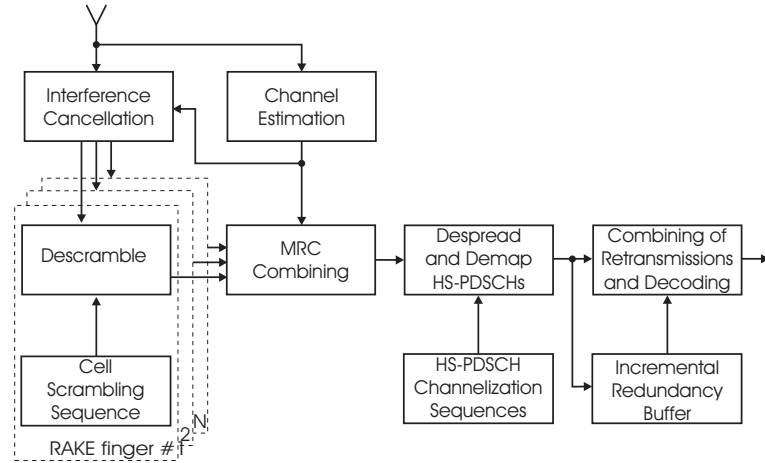 Interference
Cancellation
Channel
Estimation
Descramble
MRC
Combining
Despread
and Demap
HS-PDSCHs
Combining of
Retransmissions
and Decoding
Cell
Scrambling
Sequence
HS-PDSCH
Channelization
Sequences
Incremental
Redundancy
Buffer
RAKE finger #1
2
N